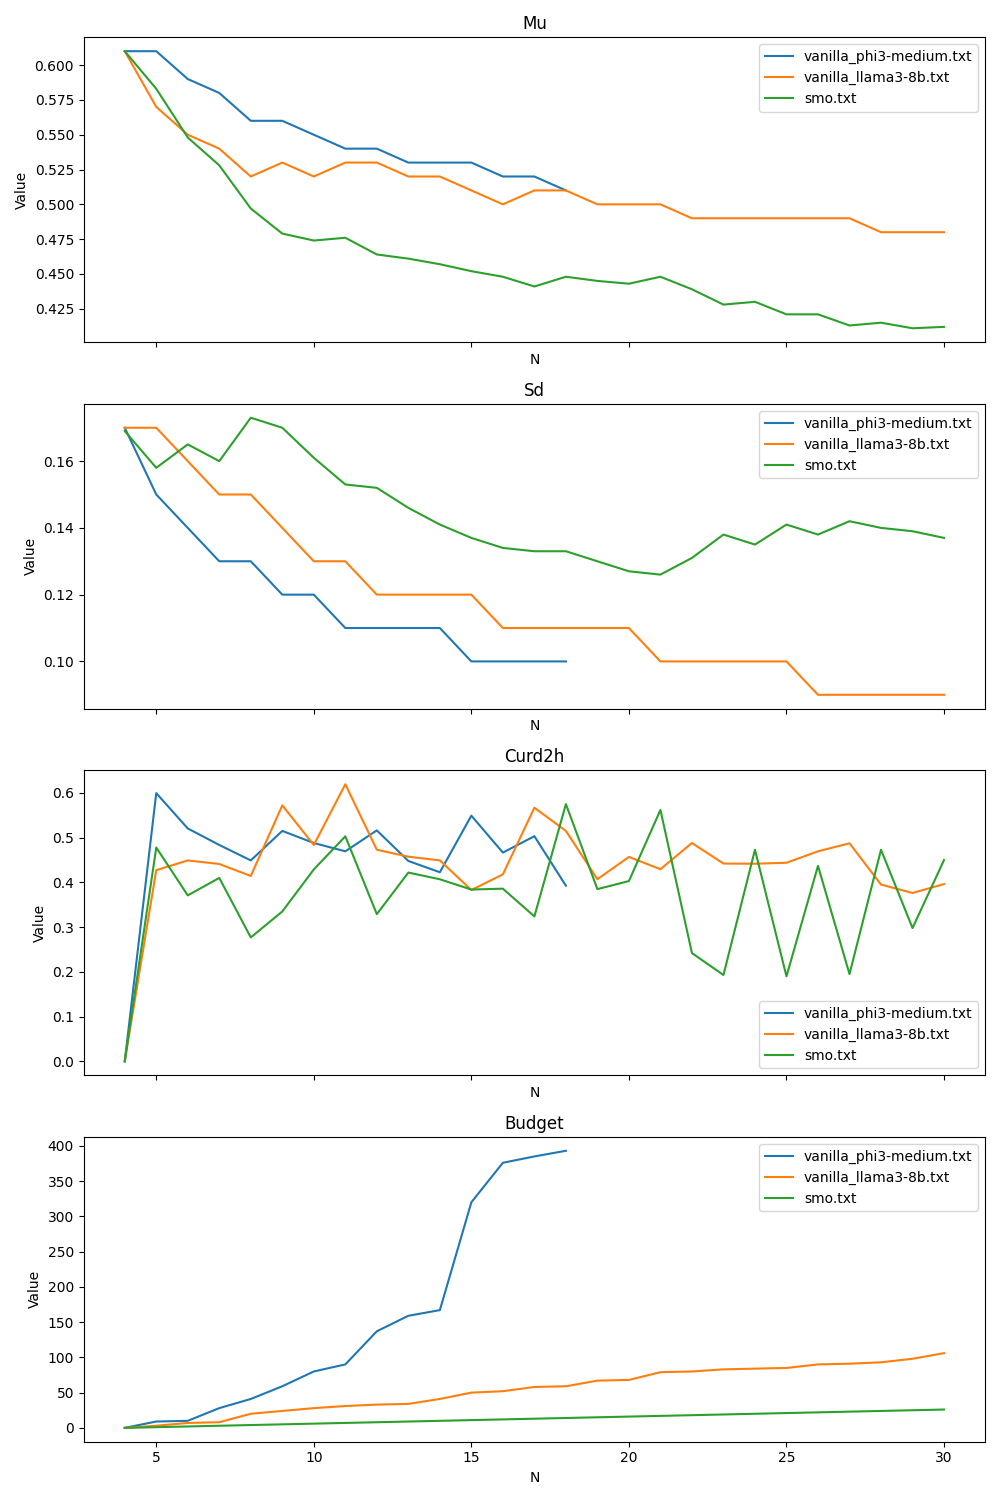 Mu
0.600
0.575
0.550
0.525
0.500
0.475
0.450
0.425
Value
vanilla_phi3-medium.txt
vanilla_llama3-8b.txt
smo.txt
N
Sd
0.16
0.14
0.12
0.10
Value
vanilla_phi3-medium.txt
vanilla_llama3-8b.txt
smo.txt
N
Curd2h
0.6
0.5
0.4
0.3
0.2
0.1
0.0
Value
vanilla_phi3-medium.txt
vanilla_llama3-8b.txt
smo.txt
N
Budget
400
350
300
250
200
150
100
50
0
Value
vanilla_phi3-medium.txt
vanilla_llama3-8b.txt
smo.txt
5 10 15 20 25 30
N